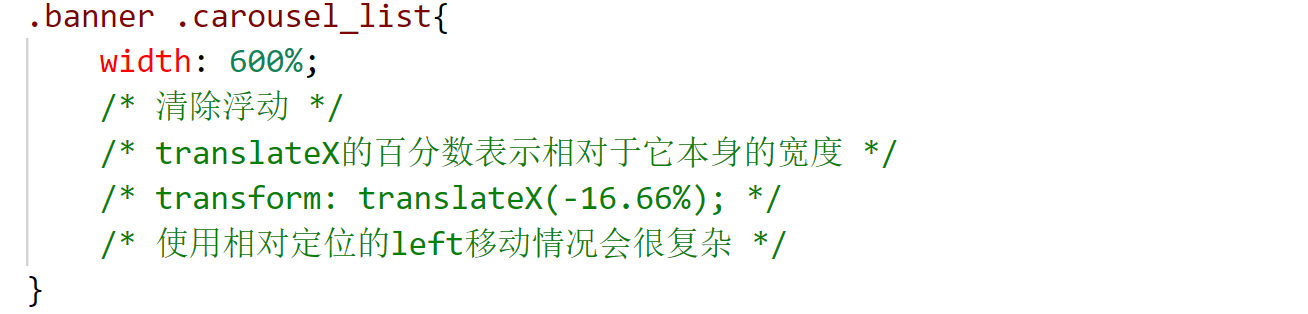 .banner .carousel_list{
width: 600%;
/* 清除浮动 */
/* translateX的百分数表示相对于它本身的宽度 */
/* transform: translateX(-16.66%); */
/* 使用相对定位的left移动情况会很复杂 */
}